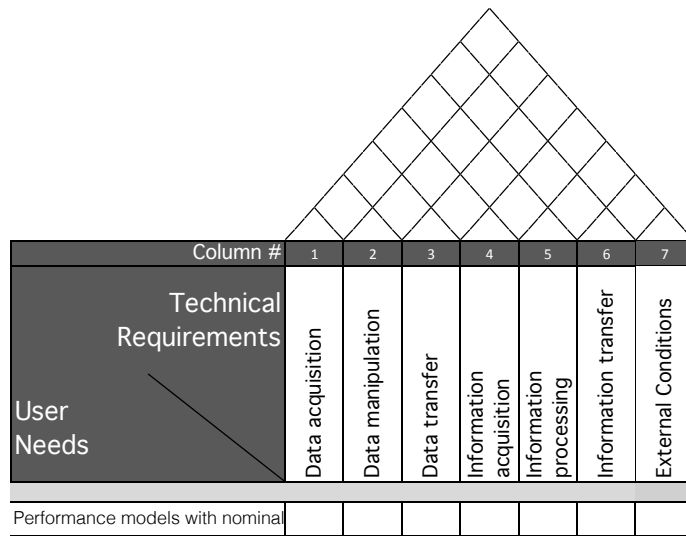 Column # 1 2 3 4 5 6 7
Technical
Requirements
User
Needs
Data acquisition
Data manipulation
Data transfer
Information
acquisition
Information
processing
Information transfer
External Conditions
Performance models with nominal